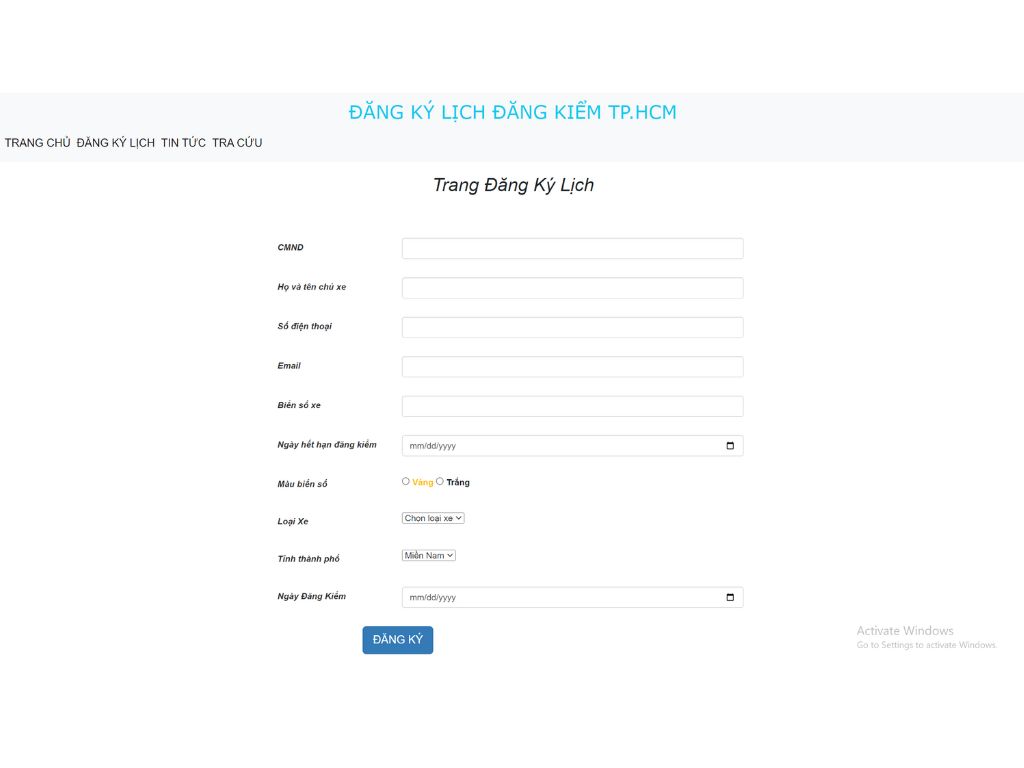 ĐĂNG KÝ LỊCH ĐĂNG KIỂM TP.HCM
TRANG CHỦ ĐĂNG KÝ LỊCH TIN TỨC TRA CỨU
Trang Đăng Ký Lịch
CMND
Họ và tên chủ xe
Số điện thoại
Email
Biển số xe
Ngày hết hạn đăng kiểm mm/dd/yyyy
Màu biển số Vàng Trắng
Loại Xe Chọn loại xe
Tỉnh thành phố Miền Nam
Ngày Đăng Kiểm mm/dd/yyyy
ĐĂNG KÝ
Activate Windows
Go to Settings to activate Windows.